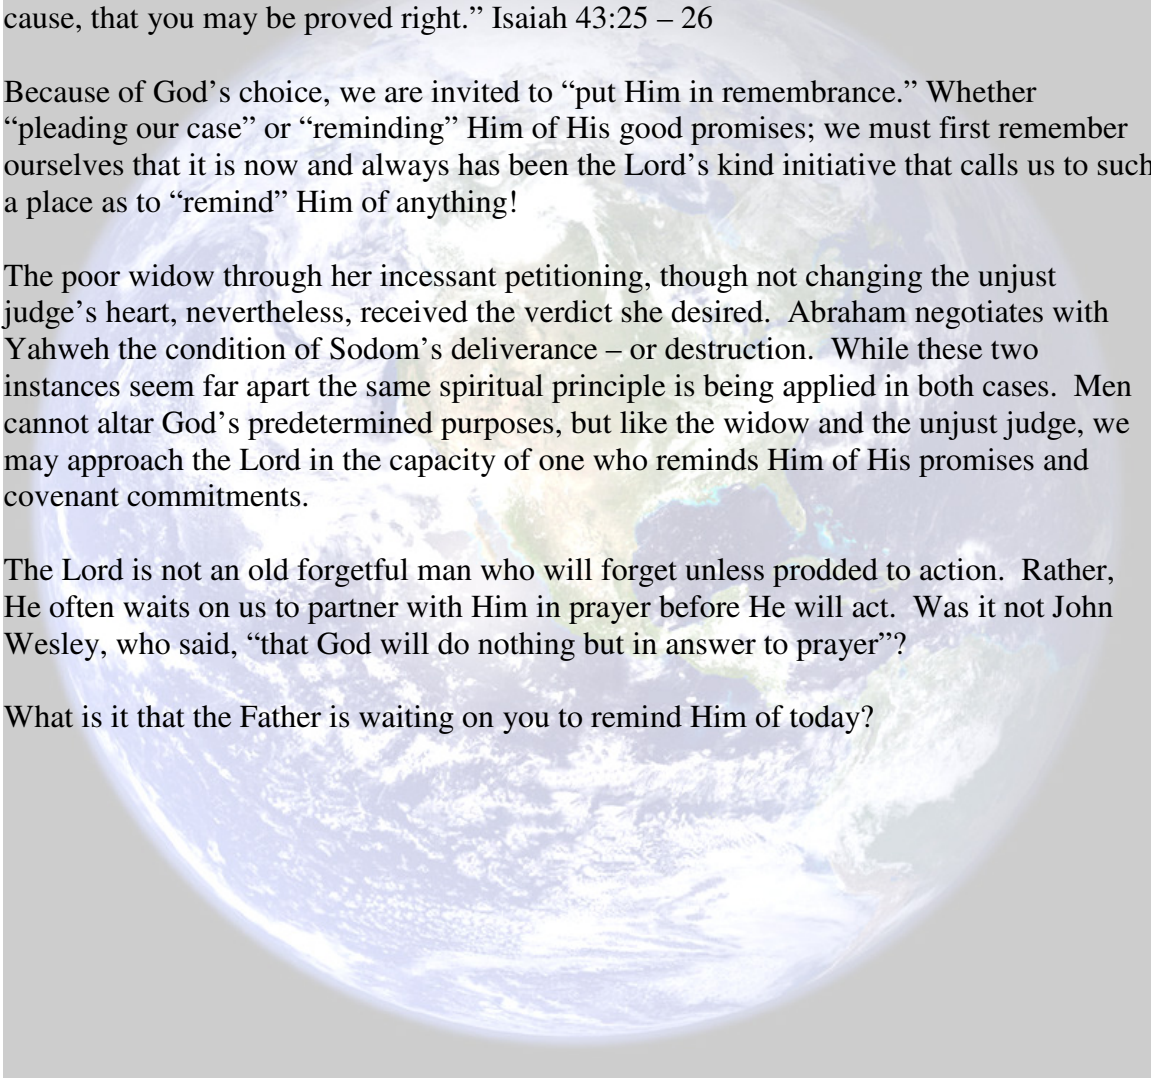 cause, that you may be proved right.” Isaiah 43:25 – 26
Because of God’s choice, we are invited to “put Him in remembrance.” Whether
“pleading our case” or “reminding” Him of His good promises; we must first remember
ourselves that it is now and always has been the Lord’s kind initiative that calls us to such
a place as to “remind” Him of anything!
The poor widow through her incessant petitioning, though not changing the unjust
judge’s heart, nevertheless, received the verdict she desired.  Abraham negotiates with
Yahweh the condition of Sodom’s deliverance – or destruction.  While these two
instances seem far apart the same spiritual principle is being applied in both cases.  Men
cannot altar God’s predetermined purposes, but like the widow and the unjust judge, we
may approach the Lord in the capacity of one who reminds Him of His promises and
covenant commitments.
The Lord is not an old forgetful man who will forget unless prodded to action.  Rather,
He often waits on us to partner with Him in prayer before He will act.  Was it not John
Wesley, who said, “that God will do nothing but in answer to prayer”?
What is it that the Father is waiting on you to remind Him of today?